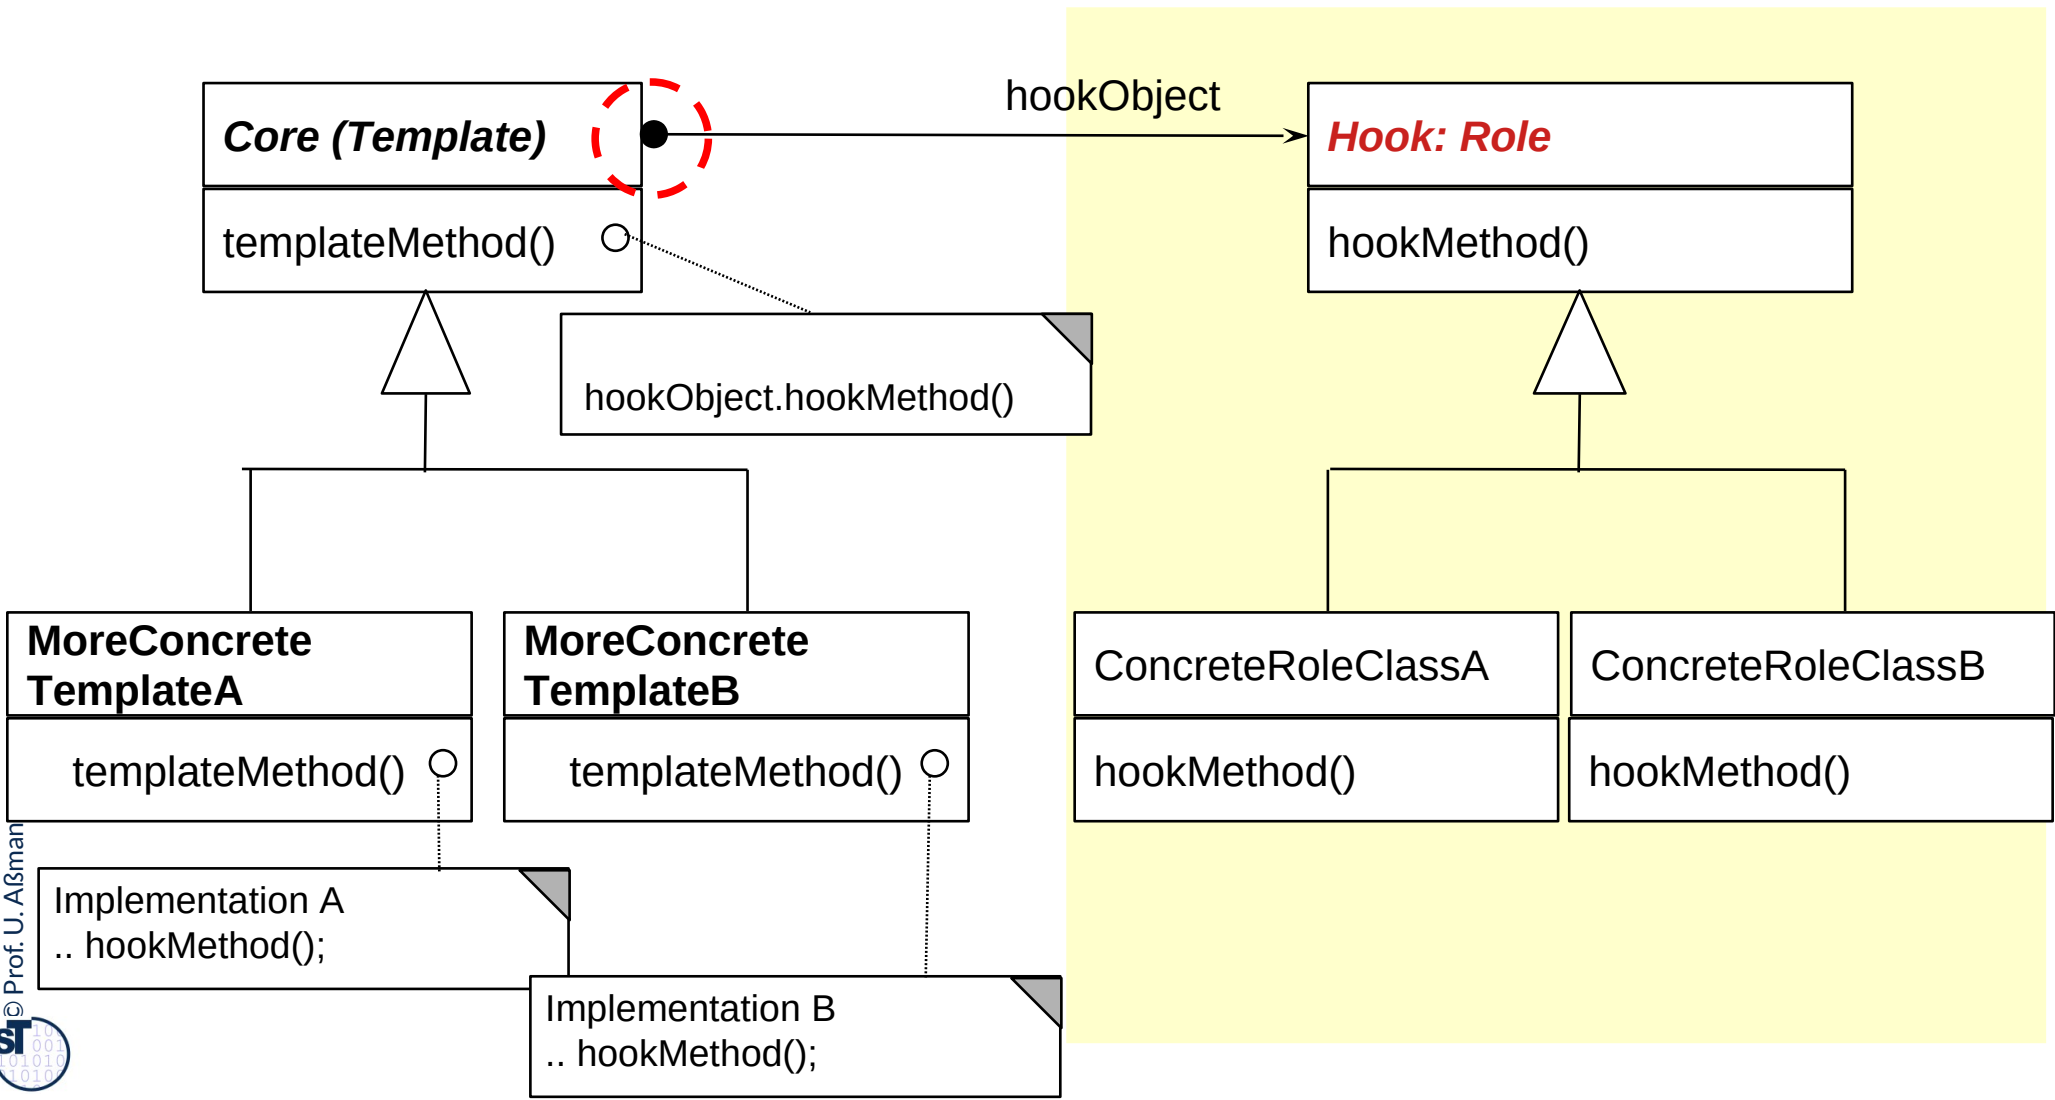 hookObject
Core (Template)
Hook: Role
templateMethod()
hookMethod()
hookObject.hookMethod()
MoreConcrete
TemplateA
MoreConcrete
TemplateB
ConcreteRoleClassA
ConcreteRoleClassB
templateMethod()
templateMethod()
hookMethod()
hookMethod()
Implementation A
.. hookMethod();
Implementation B
.. hookMethod();
© Prof. U. Aßman
sT